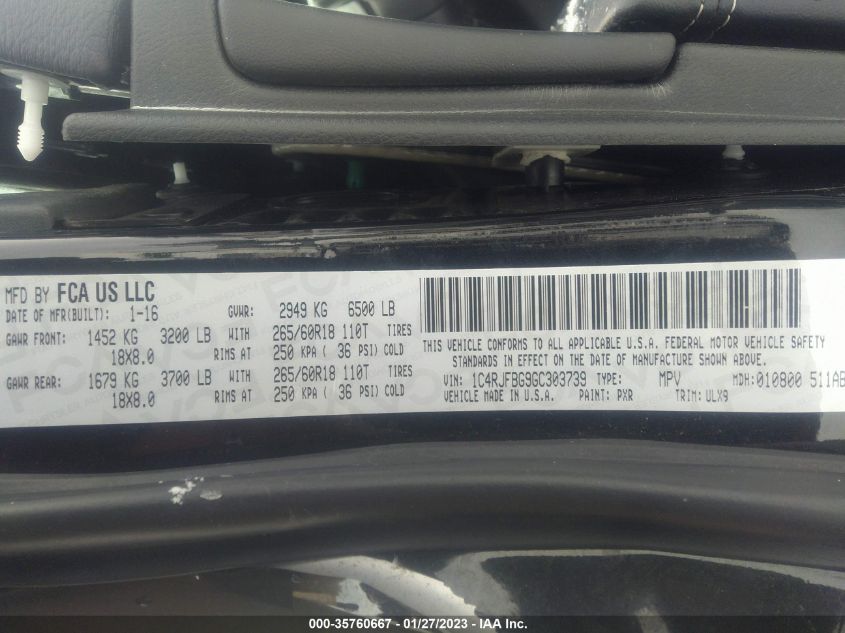 MFD BY FCA US LLC
DATE OF MFR(BUILT): 1-16 GVWR: 2949 KG 6500 LB
GAWR FRONT: 1452 KG 3200 LB WITH 265/60R18 110T TIRES
18X8.0 RIMS AT 250 KPA ( 36 PSI) COLD
GAWR REAR: 1679 KG 3700 LB WITH 265/60R18 110T TIRES
18X8.0 RIMS AT 250 KPA ( 36 PSI) COLD
THIS VEHICLE CONFORMS TO ALL APPLICABLE U.S.A. FEDERAL MOTOR VEHICLE SAFETY
STANDARDS IN EFFECT ON THE DATE OF MANUFACTURE SHOWN ABOVE.
VIN: 1C4RJFBG9GC303739 TYPE: MPV MDH: 010800 511AB
VEHICLE MADE IN U.S.A. PAINT: PXR TRIM: ULX9
000-35760667 - 01/27/2023 - IAA Inc.